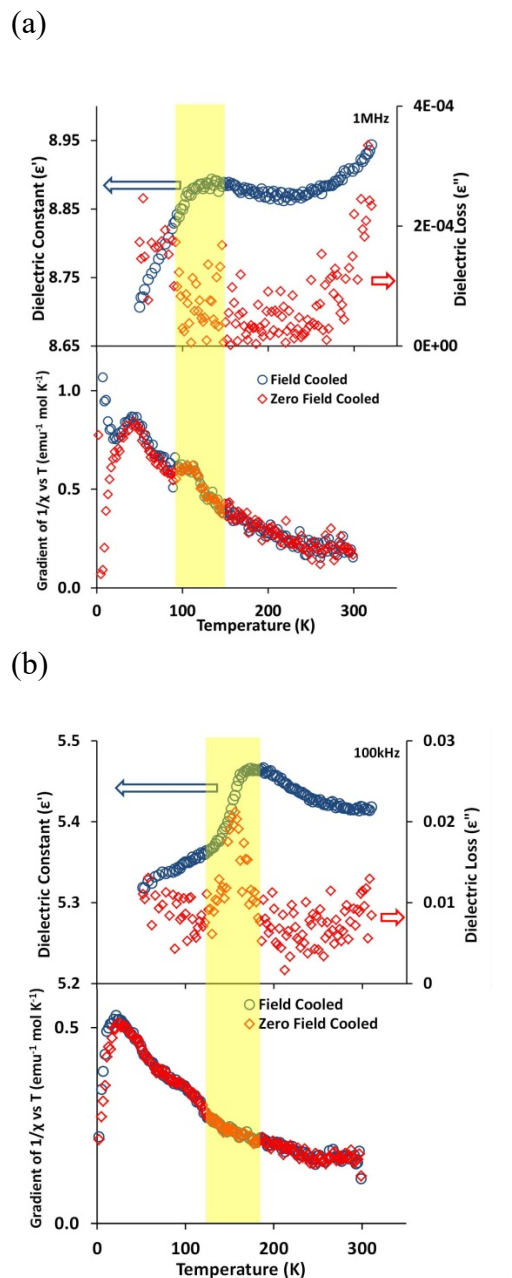 (a)
4E-04
1MHz
8.95
8.85
2E-04
8.75
8.65
0E+00
Dielectric Constant (ε')
Dielectric Loss (ε'')
Field Cooled
Zero Field Cooled
1.0
0.5
0.0
Gradient of 1/χ vs T (emu⁻¹ mol K⁻¹)
0 100 200 300
Temperature (K)
(b)
5.5
0.03
100kHz
5.4
0.02
5.3
0.01
5.2
0
Dielectric Constant (ε')
Dielectric Loss (ε'')
Field Cooled
Zero Field Cooled
0.5
0.0
Gradient of 1/χ vs T (emu⁻¹ mol K⁻¹)
0 100 200 300
Temperature (K)